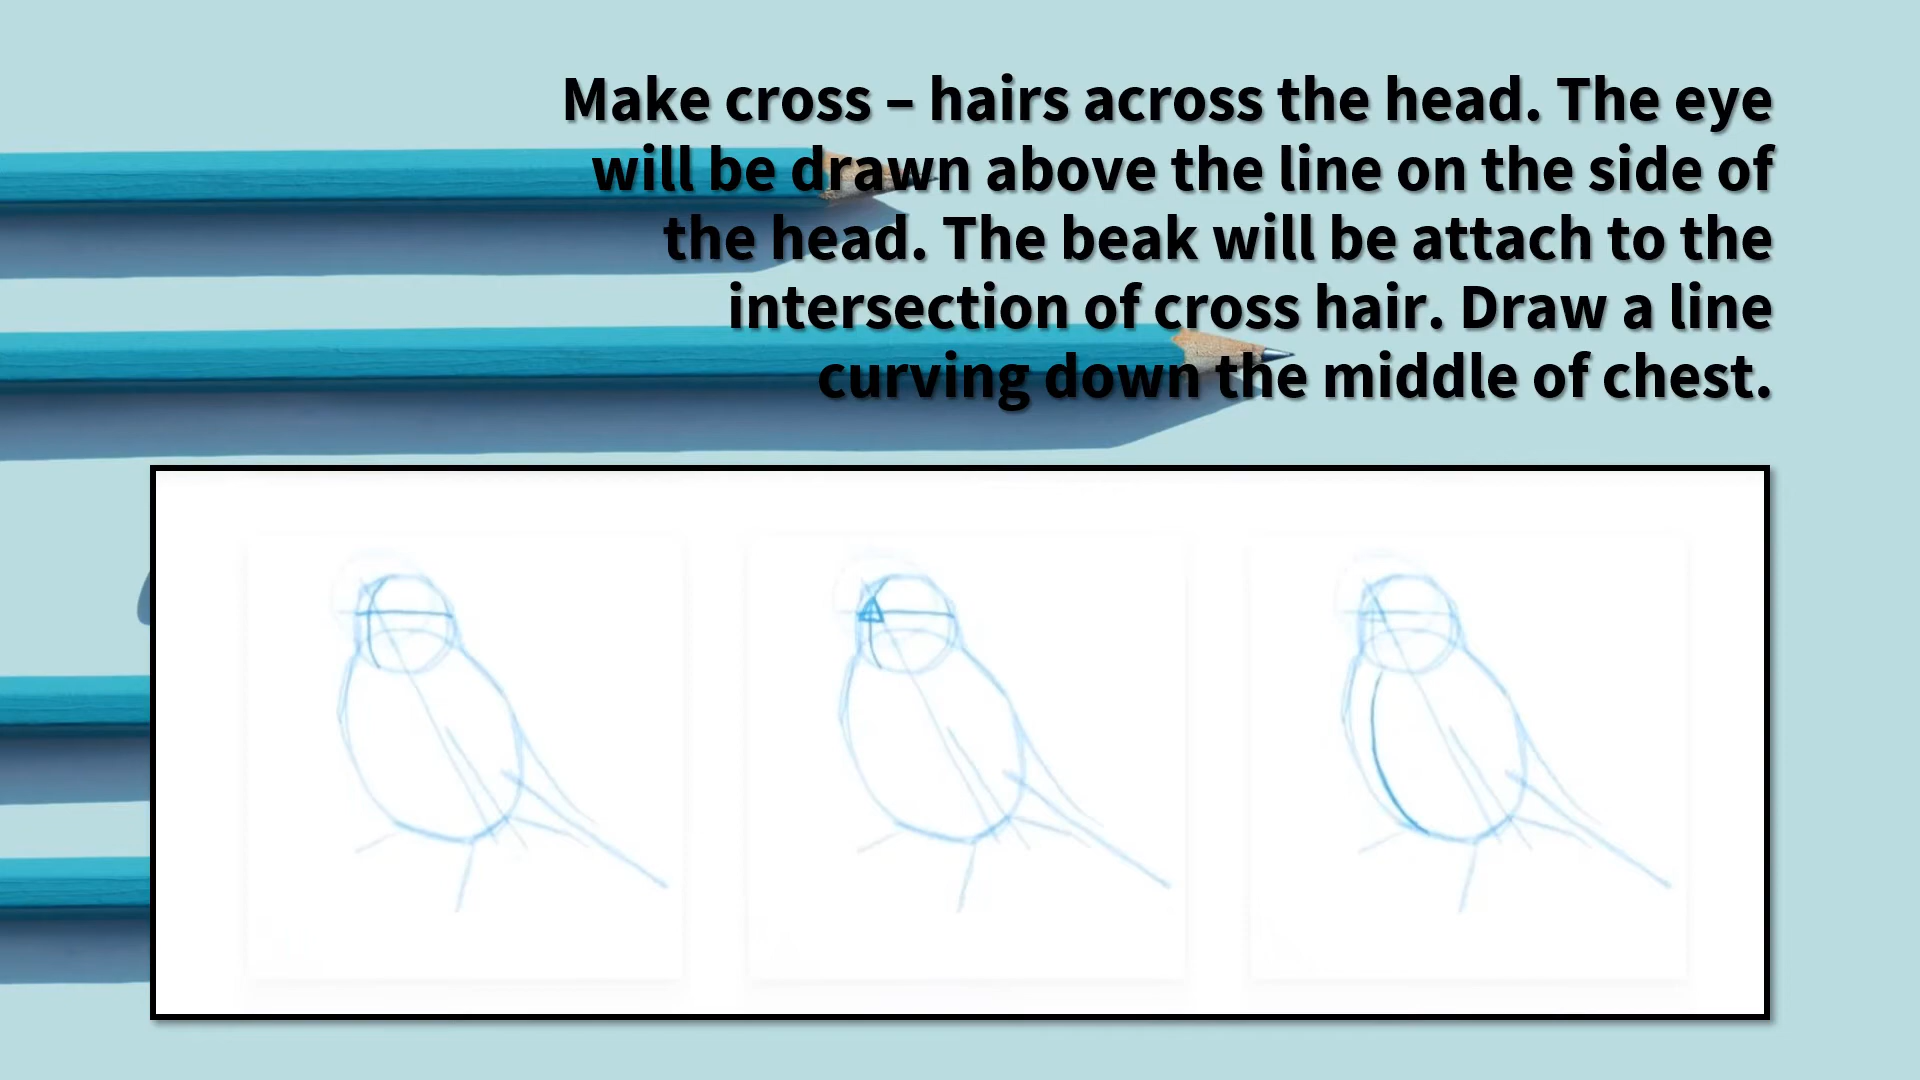 Make cross – hairs across the head. The eye
will be drawn above the line on the side of
the head. The beak will be attach to the
intersection of cross hair. Draw a line
curving down the middle of chest.